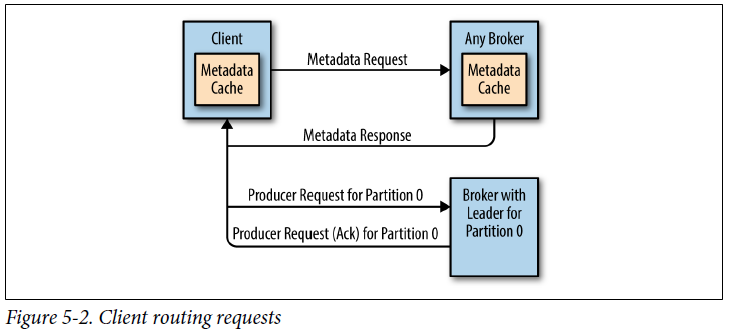 Client
Metadata
Cache
Metadata Request
Any Broker
Metadata
Cache
Metadata Response
Producer Request for Partition 0
Producer Request (Ack) for Partition 0
Broker with
Leader for
Partition 0
Figure 5-2. Client routing requests